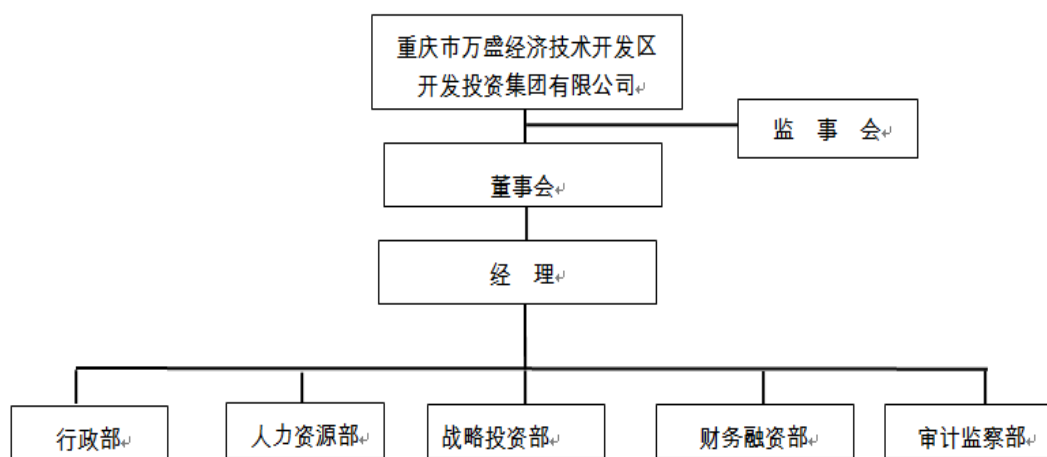 重庆市万盛经济技术开发区
开发投资集团有限公司
监 事 会
董事会
经 理
行政部
人力资源部
战略投资部
财务融资部
审计监察部